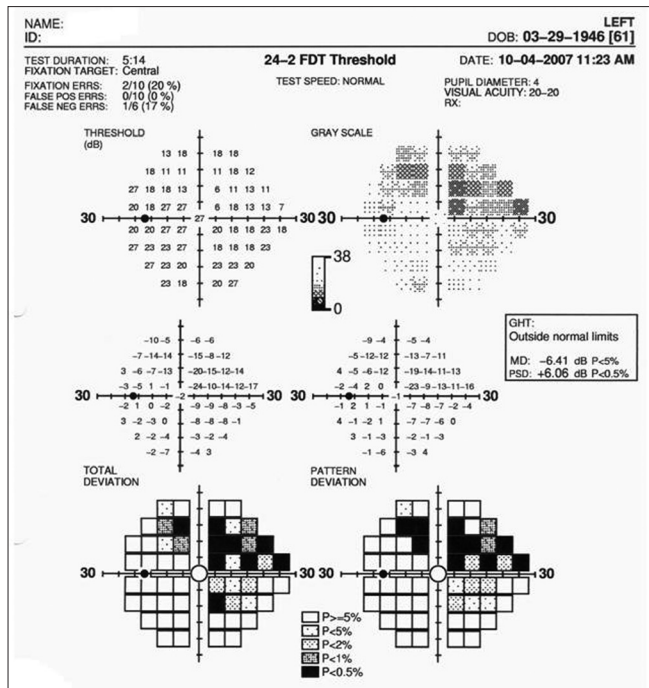 NAME: LEFT
ID: DOB: 03-29-1946 [61]
TEST DURATION: 5:14 24-2 FDT Threshold DATE: 10-04-2007 11:23 AM
FIXATION TARGET: Central TEST SPEED: NORMAL PUPIL DIAMETER: 4
FIXATION ERRS: 2/10 (20 %) VISUAL ACUITY: 20-20
FALSE POS ERRS: 0/10 (0 %) RX:
FALSE NEG ERRS: 1/6 (17 %)
THRESHOLD GRAY SCALE
(dB)
13 18 18 18
18 11 11 11 18 12
27 18 18 13 6 11 13 11
20 18 27 27 6 18 13 13 7
30 27 30 30
20 20 27 27 20 18 18 20 23 18
27 23 23 27 18 18 18 23
27 23 20 23 23 20
23 18 20 27
38
0
GHT:
Outside normal limits
MD: -6.41 dB P<5%
PSD: +6.06 dB P<0.5%
-10 -5 -6 -6 -9 -4 -5 -4
-7 -14 -14 -15 -8 -12 -5 -12 -12 -13 -7 -11
3 -6 -7 -13 -20 -15 -12 -14 4 -5 -6 -12 -19 -14 -11 -13
-3 -5 1 -1 -24 -10 -14 -12 -17 -2 -4 2 0 -23 -9 -13 -11 -16
30 -2 30 30 -1 30
-2 1 0 -2 -9 -9 -8 -3 -5
3 -2 -3 0 -8 -8 -8 -1 4 -1 -2 1 -7 -7 -6 0
2 -2 -4 -3 -2 -4 3 -1 -3 -2 -1 -3
-2 -7 -4 3 -1 -6 -3 4
TOTAL PATTERN
DEVIATION DEVIATION
30 30 30 30
P>=5%
P<5%
P<2%
P<1%
P<0.5%